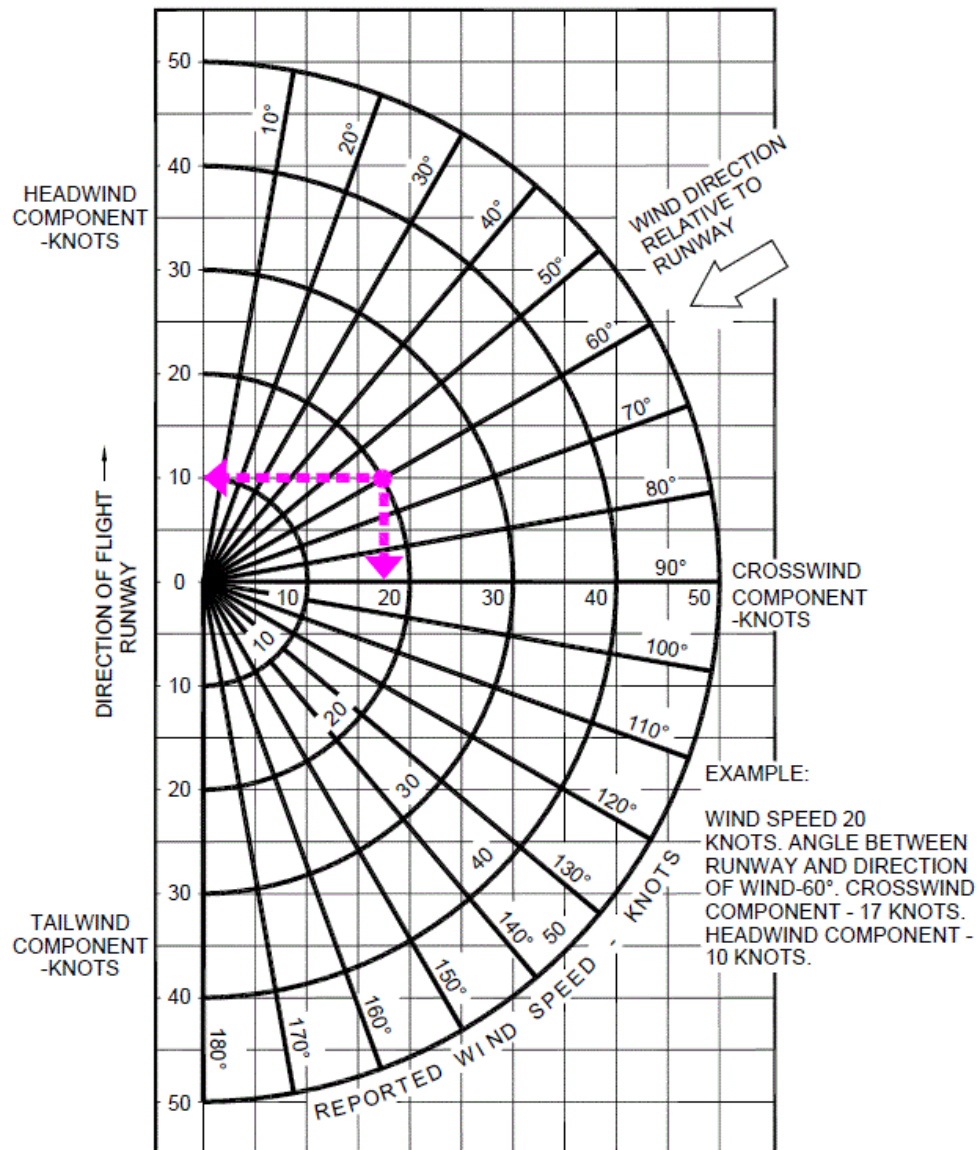 50
10°
20°
30°
40°
50°
60°
70°
80°
90°
40
30
20
10
0
HEADWIND
COMPONENT
-KNOTS
WIND DIRECTION
RELATIVE TO
RUNWAY
DIRECTION OF FLIGHT
RUNWAY
10
20
30
40
50
CROSSWIND
COMPONENT
-KNOTS
10
20
30
40
50
100°
110°
120°
130°
140°
150°
160°
170°
180°
10
20
30
40
50
TAILWIND
COMPONENT
-KNOTS
REPORTED WIND SPEED - KNOTS
EXAMPLE:
WIND SPEED 20
KNOTS. ANGLE BETWEEN
RUNWAY AND DIRECTION
OF WIND-60°. CROSSWIND
COMPONENT - 17 KNOTS.
HEADWIND COMPONENT -
10 KNOTS.